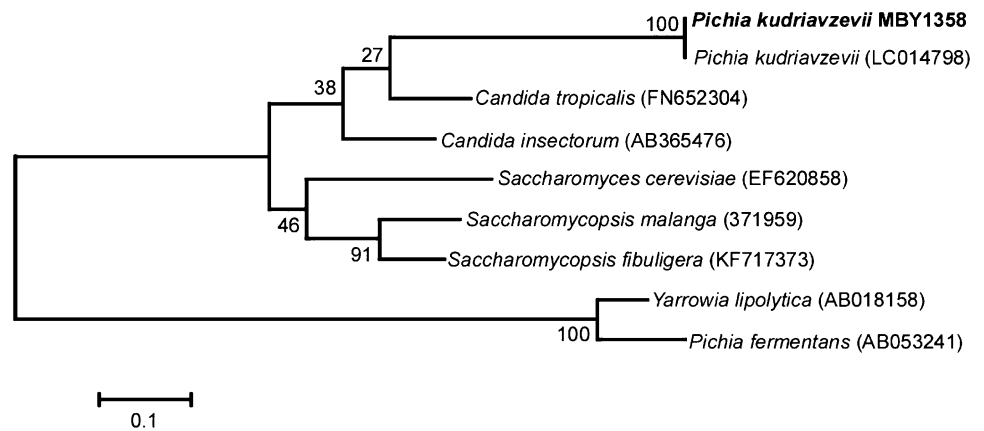 100 Pichia kudriavzevii MBY1358
Pichia kudriavzevii (LC014798)
27
38
Candida tropicalis (FN652304)
Candida insectorum (AB365476)
Saccharomyces cerevisiae (EF620858)
46
Saccharomycopsis malanga (371959)
91
Saccharomycopsis fibuligera (KF717373)
Yarrowia lipolytica (AB018158)
100
Pichia fermentans (AB053241)
0.1